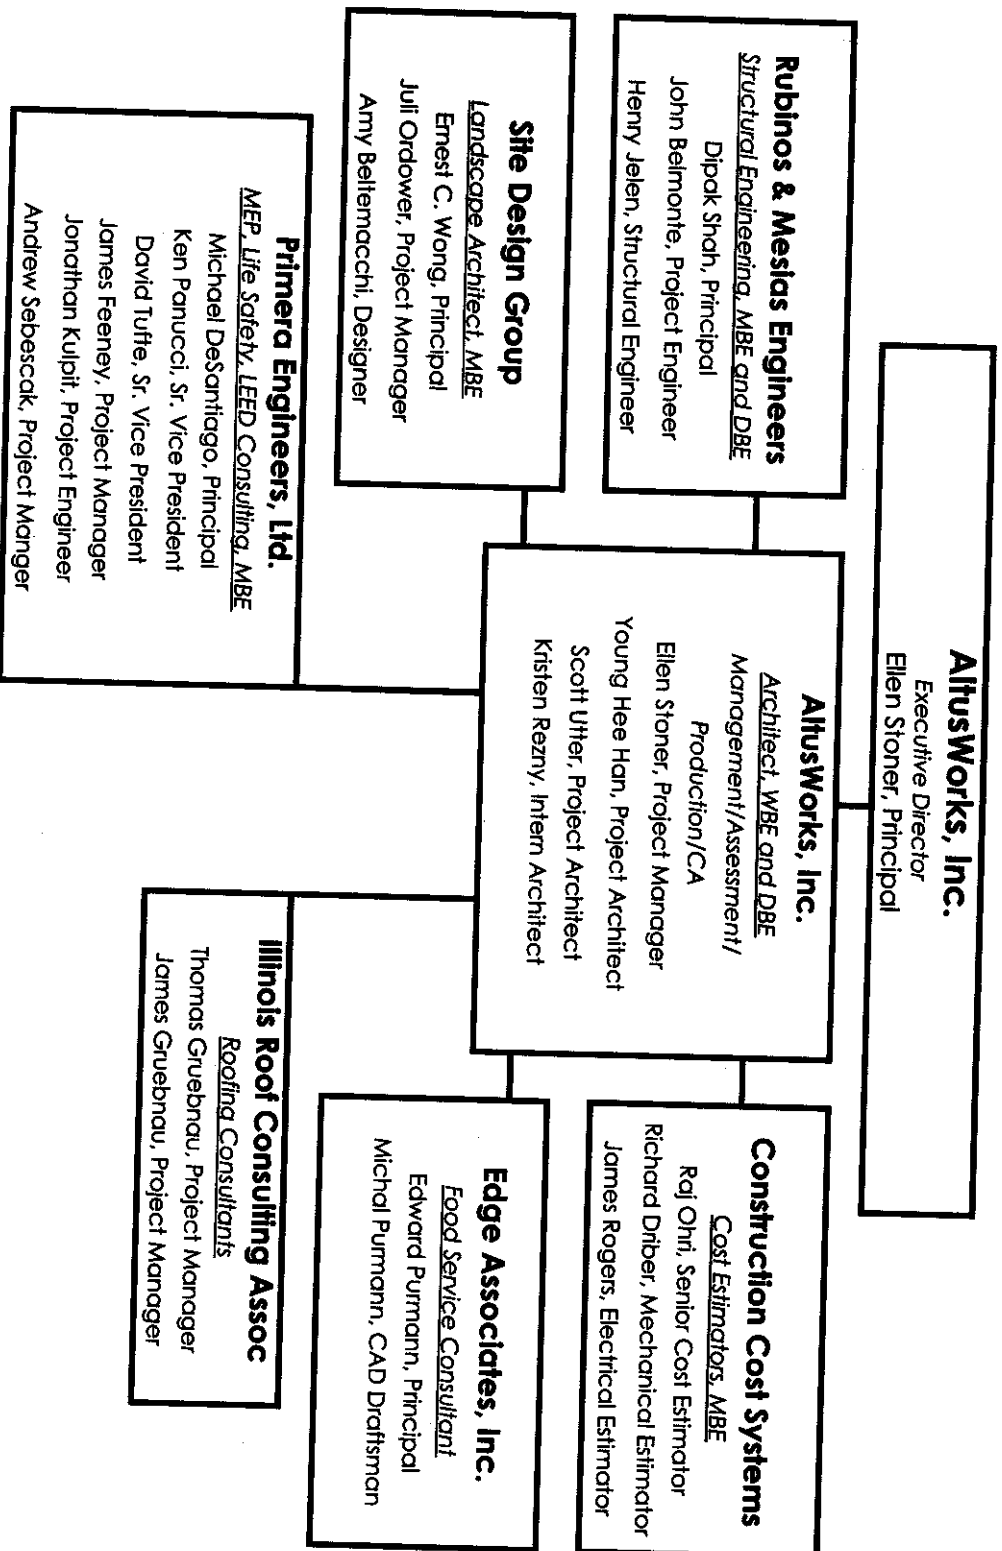 AltusWorks, Inc.
Executive Director
Ellen Stoner, Principal
Rubinos & Mesias Engineers
Structural Engineering, MBE and DBE
Dipak Shah, Principal
John Belmonte, Project Engineer
Henry Jelen, Structural Engineer
AltusWorks, Inc.
Architect, WBE and DBE
Management/Assessment/
Production/CA
Ellen Stoner, Project Manager
Young Hee Han, Project Architect
Scott Utter, Project Architect
Kristen Rezny, Intern Architect
Construction Cost Systems
Cost Estimators, MBE
Raj Ohri, Senior Cost Estimator
Richard Driber, Mechanical Estimator
James Rogers, Electrical Estimator
Site Design Group
Landscape Architect, MBE
Ernest C. Wong, Principal
Juli Ordower, Project Manager
Amy Beltemacchi, Designer
Edge Associates, Inc.
Food Service Consultant
Edward Purmann, Principal
Michal Purmann, CAD Draftsman
Primera Engineers, Ltd.
MEP, Life Safety, LEED Consulting, MBE
Michael DeSantiago, Principal
Ken Panucci, Sr. Vice President
David Tufte, Sr. Vice President
James Feeney, Project Manager
Jonathan Kulpit, Project Engineer
Andrew Sebescak, Project Manger
Illinois Roof Consulting Assoc
Roofing Consultants
Thomas Gruebnau, Project Manager
James Gruebnau, Project Manager